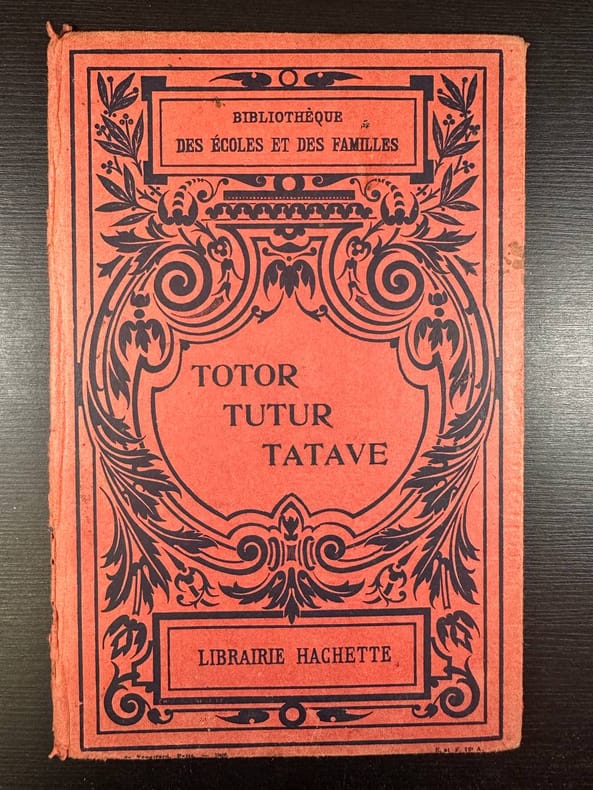 BIBLIOTHÈQUE
DES ÉCOLES ET DES FAMILLES
TOTOR
TUTUR
TATAVE
LIBRAIRIE HACHETTE